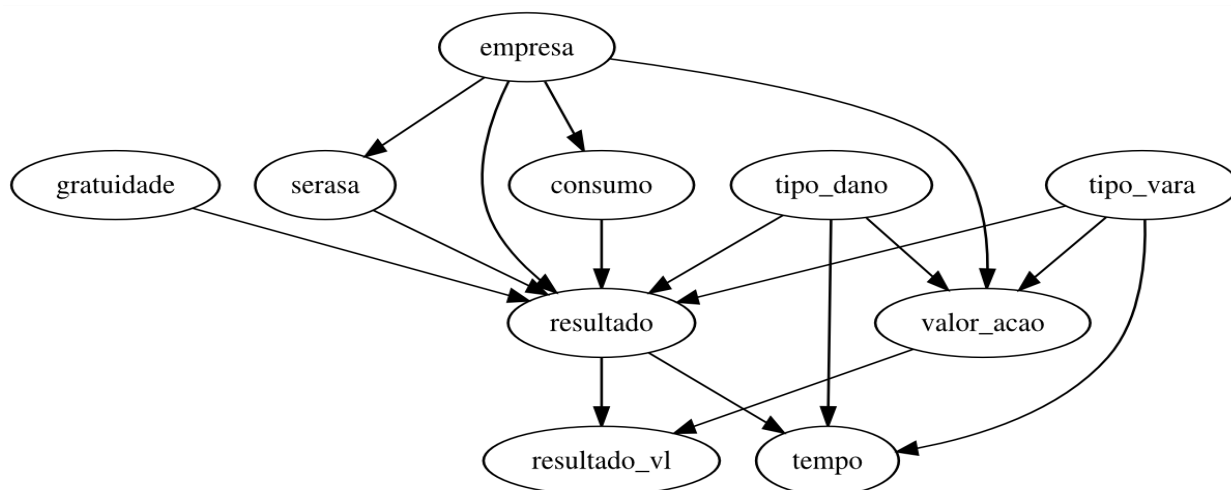 empresa
gratuidade
serasa
consumo
tipo_dano
tipo_vara
resultado
valor_acao
resultado_vl
tempo